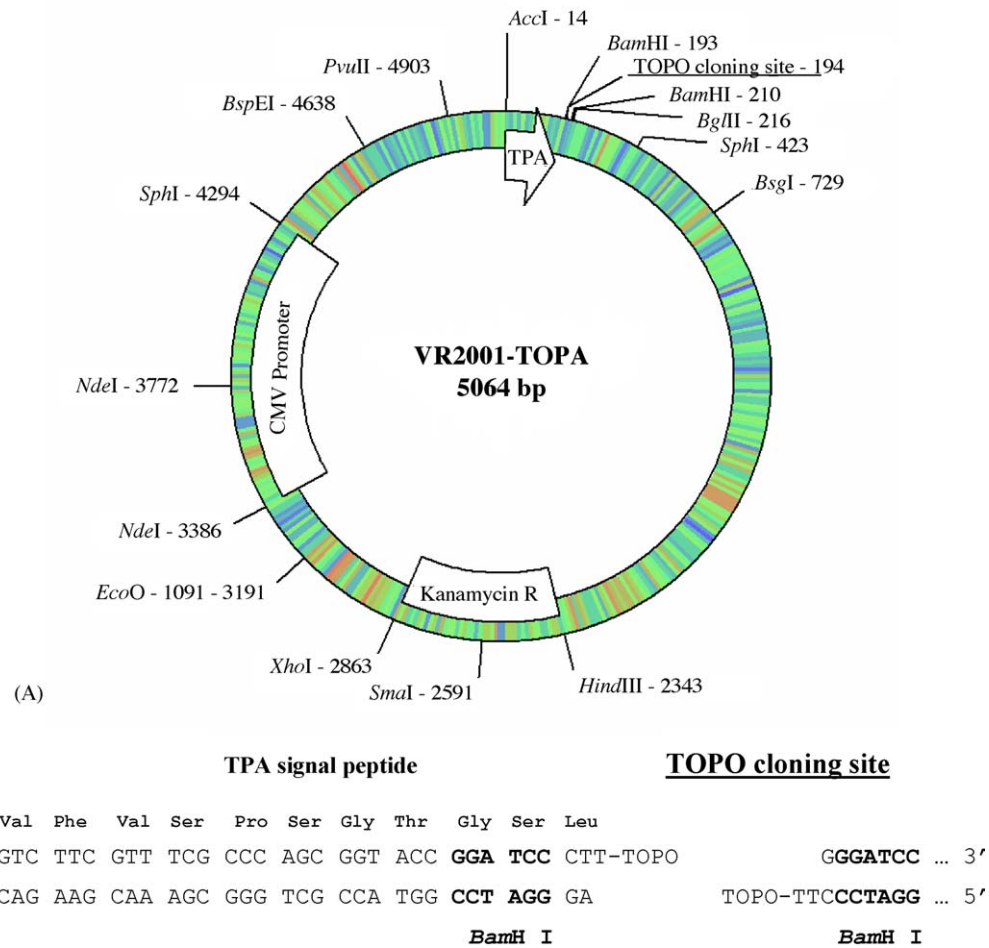 AccI - 14
BamHI - 193
TOPO cloning site - 194
BamHI - 210
BglII - 216
SphI - 423
BsgI - 729
PvuII - 4903
BspEI - 4638
SphI - 4294
TPA
CMV Promoter
VR2001-TOPA
5064 bp
NdeI - 3772
NdeI - 3386
EcoO - 1091 - 3191
Kanamycin R
XhoI - 2863
SmaI - 2591
HindIII - 2343
(A)
TPA signal peptide
TOPO cloning site
Val Phe Val Ser Pro Ser Gly Thr Gly Ser Leu
GTC TTC GTT TCG CCC AGC GGT ACC GGA TCC CTT-TOPO GGGATCC ... 3'
CAG AAG CAA AGC GGG TCG CCA TGG CCT AGG GA TOPO-TTCCCTAGG ... 5'
BamH I BamH I